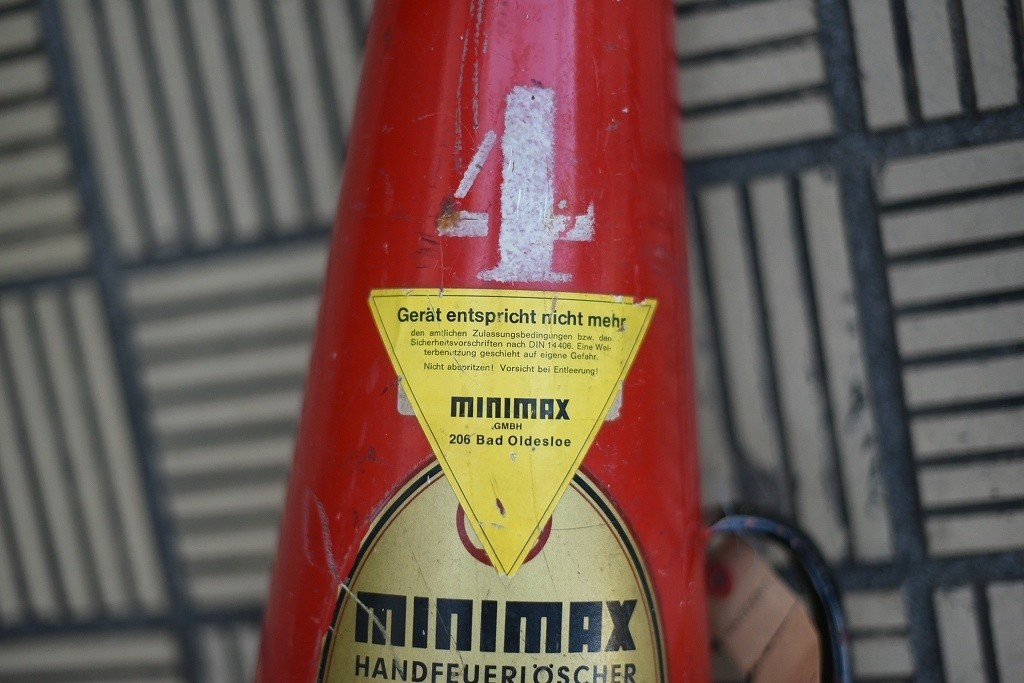 4
Gerät entspricht nicht mehr
den amtlichen Zulassungsbedingungen bzw. den
Sicherheitsvorschriften nach DIN 14406. Eine Wei-
terbenutzung geschieht auf eigene Gefahr.
Nicht abspritzen! Vorsicht bei Entleerung!
MINIMAX
GMBH
206 Bad Oldesloe
MINIMAX
HANDFEUERLÖSCHER